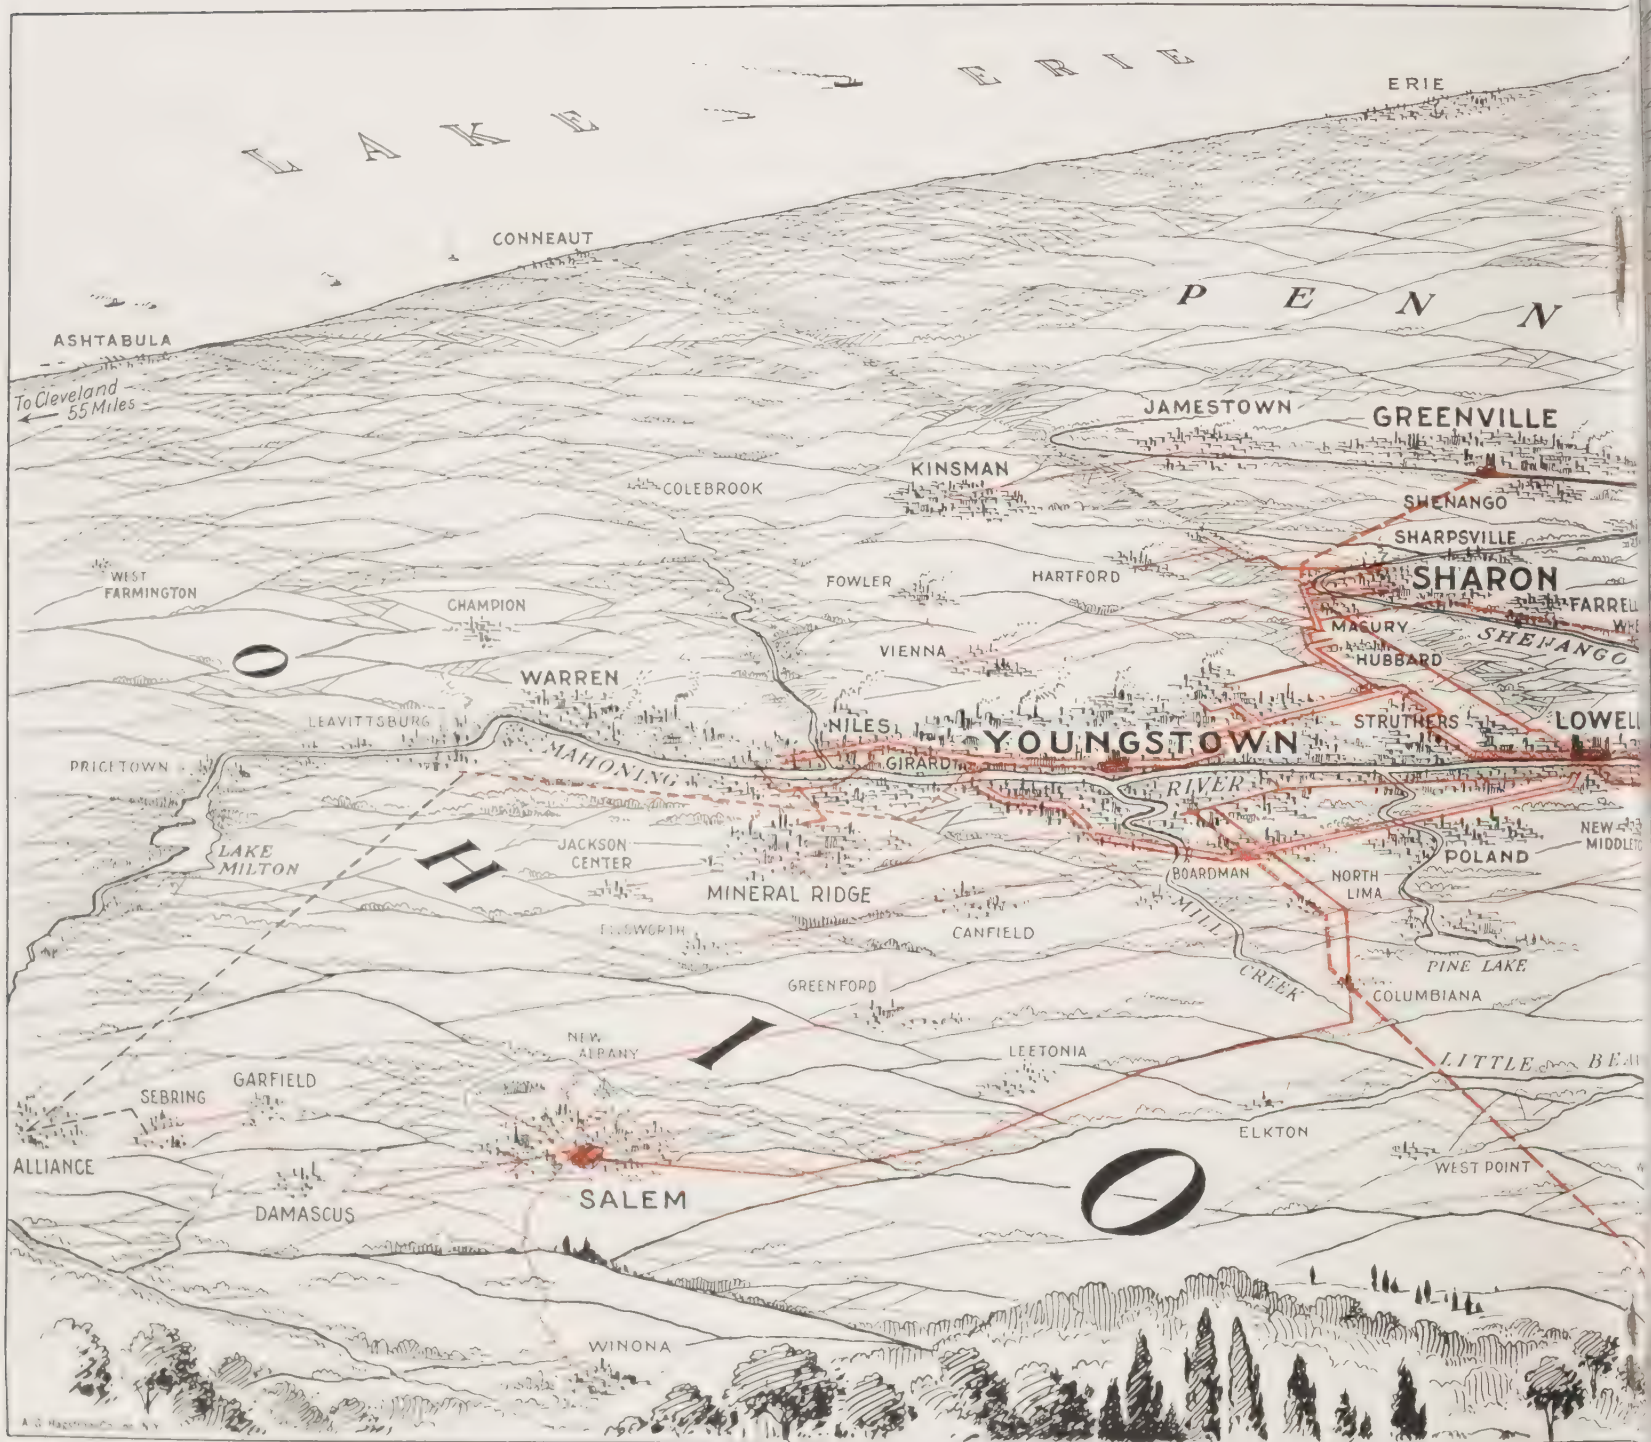 LAKE ERIE
ERIE
CONNEAUT
PENN
ASHTABULA
To Cleveland
55 Miles
JAMESTOWN
GREENVILLE
KINSMAN
COLEBROOK
SHENANGO
SHARPSVILLE
WEST
FARMINGTON
CHAMPION
FOWLER
HARTFORD
SHARON
FARRELL
MASURY
SHENANGO
VIENNA
HUBBARD
WARREN
LEAVITTSBURG
NILES
YOUNGSTOWN
STRUTHERS
LOWELL
PRICETOWN
MAHONING
GIRARD
RIVER
LAKE
MILTON
JACKSON
CENTER
MINERAL RIDGE
BOARDMAN
NORTH
LIMA
POLAND
NEW
ELLSWORTH
CANFIELD
MILL
CREEK
PINE LAKE
GREENFORD
COLUMBIANA
NEW
ALBANY
LEETONIA
LITTLE BEA
SEBRING
GARFIELD
ELKTON
ALLIANCE
WEST POINT
DAMASCUS
SALEM
OHIO
WINONA